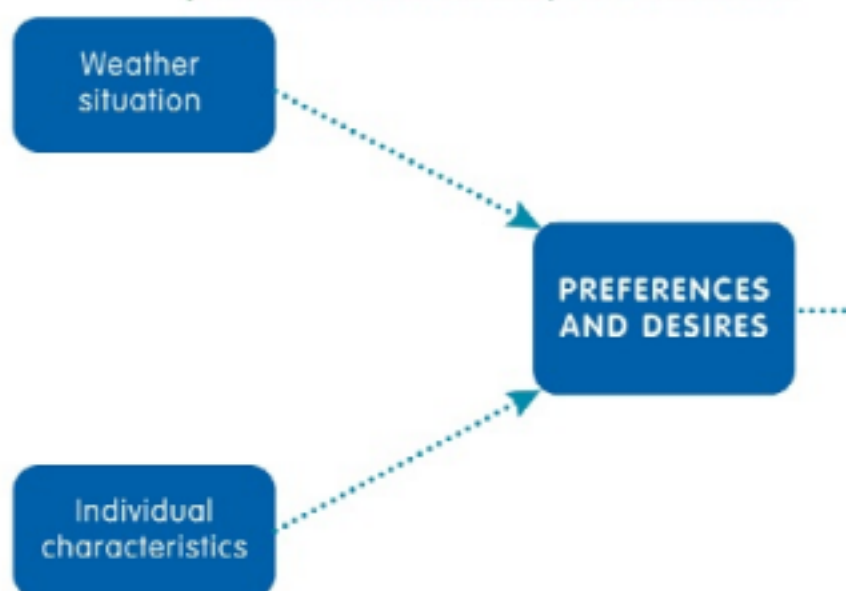 Weather
situation
PREFERENCES
AND DESIRES
Individual
characteristics